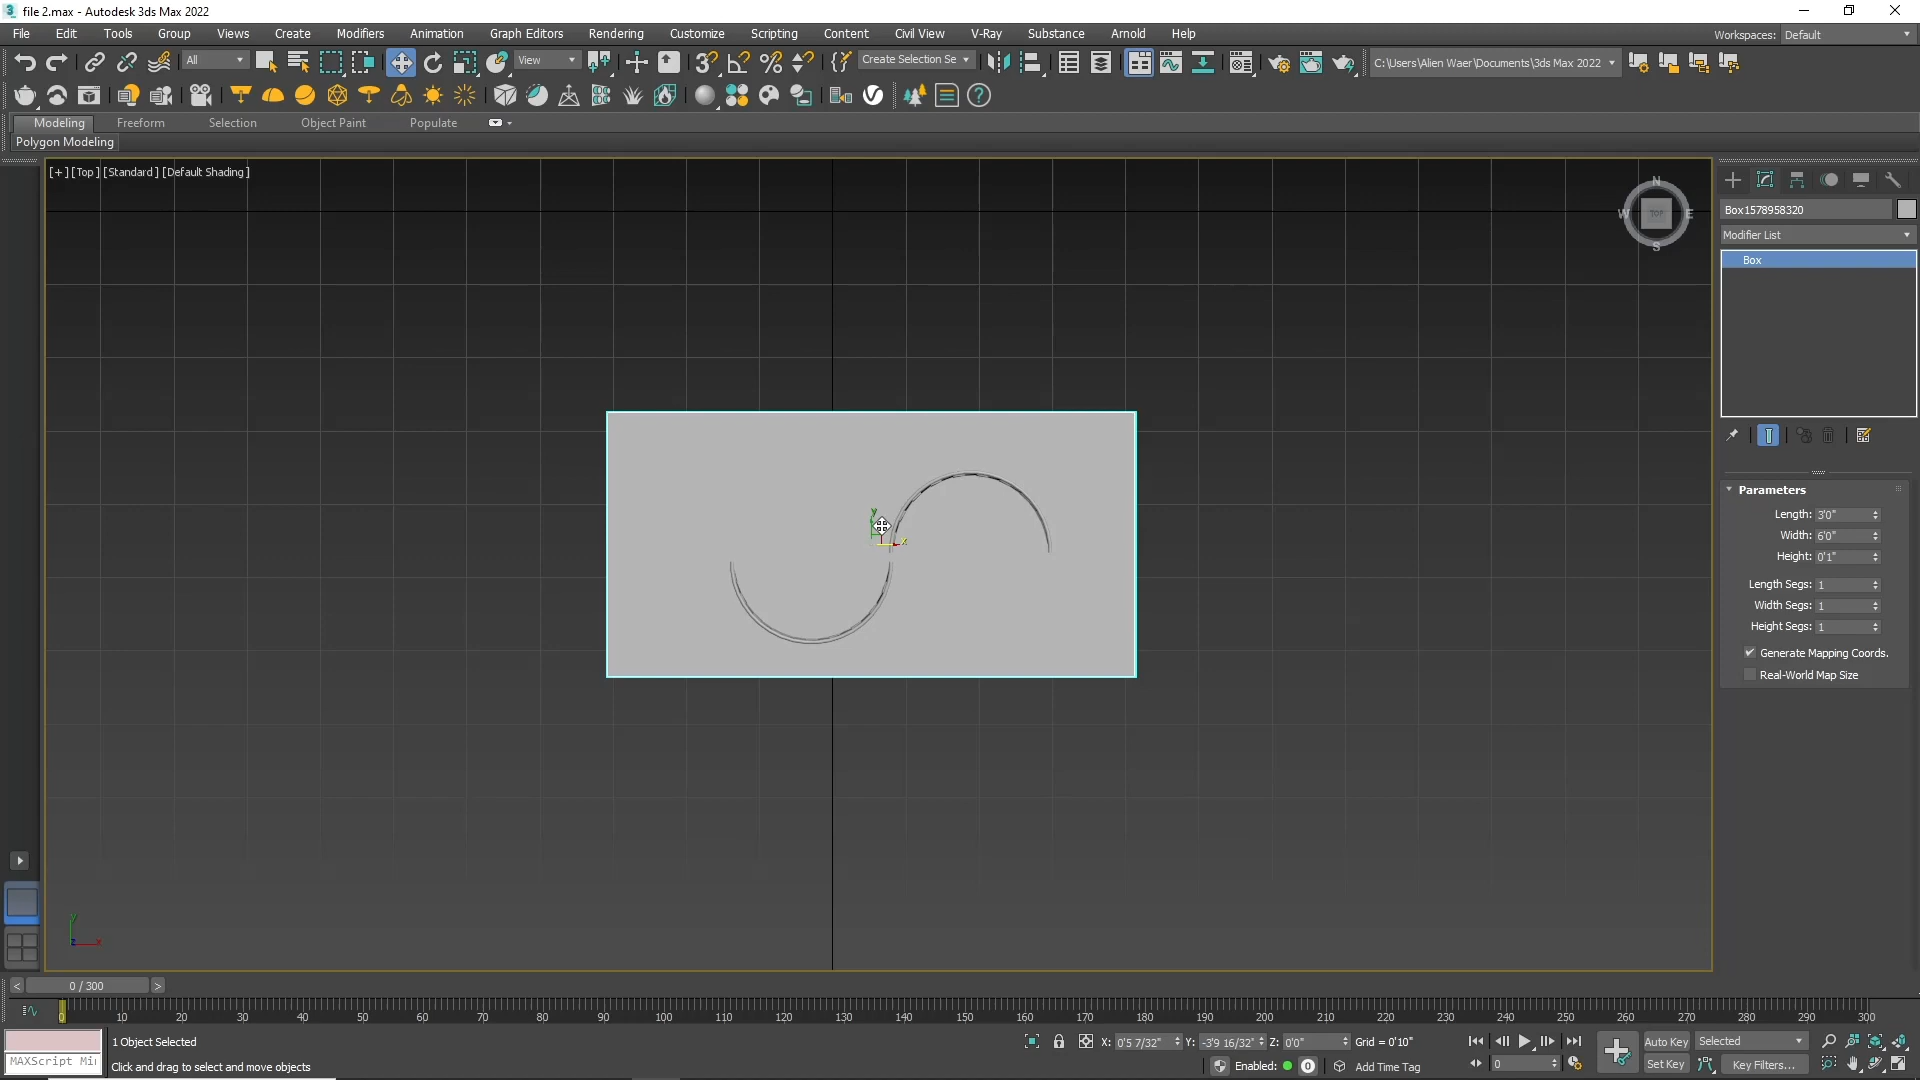 file 2.max - Autodesk 3ds Max 2022
File Edit Tools Group Views Create Modifiers Animation Graph Editors Rendering Customize Scripting Content Civil View V-Ray Substance Arnold Help
Workspaces: Default
All View Create Selection Se C:\Users\Alien Waer\Documents\3ds Max 2022
Modeling Freeform Selection Object Paint Populate
Polygon Modeling
[+] [Top] [Standard] [Default Shading]
N
W TOP E
S
Box1578958320
Modifier List
Box
Parameters
Length: 3'0"
Width: 6'0"
Height: 0'1"
Length Segs: 1
Width Segs: 1
Height Segs: 1
Generate Mapping Coords.
Real-World Map Size
y
x
y
z x
< 0 / 300 >
0 10 20 30 40 50 60 70 80 90 100 110 120 130 140 150 160 170 180 190 200 210 220 230 240 250 260 270 280 290 300
1 Object Selected
X: 0'5 7/32" Y: -3'9 16/32" Z: 0'0" Grid = 0'10"
Auto Key Selected
MAXScript Mi
Click and drag to select and move objects
Enabled: 0 Add Time Tag
0
Set Key Key Filters...